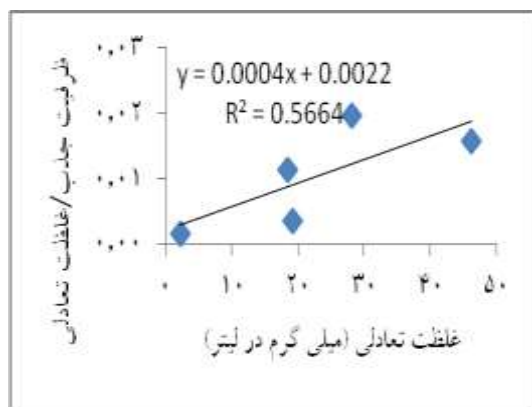 ۰,۰۳
۰,۰۲
۰,۰۱
۰,۰۰
y = 0.0004x + 0.0022
R² = 0.5664
۰ ۱۰ ۲۰ ۳۰ ۴۰ ۵۰
غلظت تعادلی (میلی گرم در لیتر)
ظرفیت جذب/غلظت تعادلی